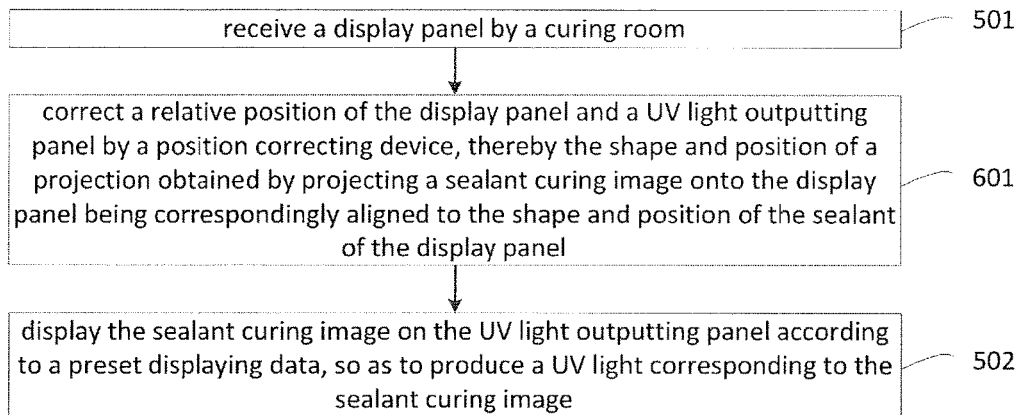 receive a display panel by a curing room
501
correct a relative position of the display panel and a UV light outputting
panel by a position correcting device, thereby the shape and position of a
projection obtained by projecting a sealant curing image onto the display
panel being correspondingly aligned to the shape and position of the sealant
of the display panel
601
display the sealant curing image on the UV light outputting panel according
to a preset displaying data, so as to produce a UV light corresponding to the
sealant curing image
502